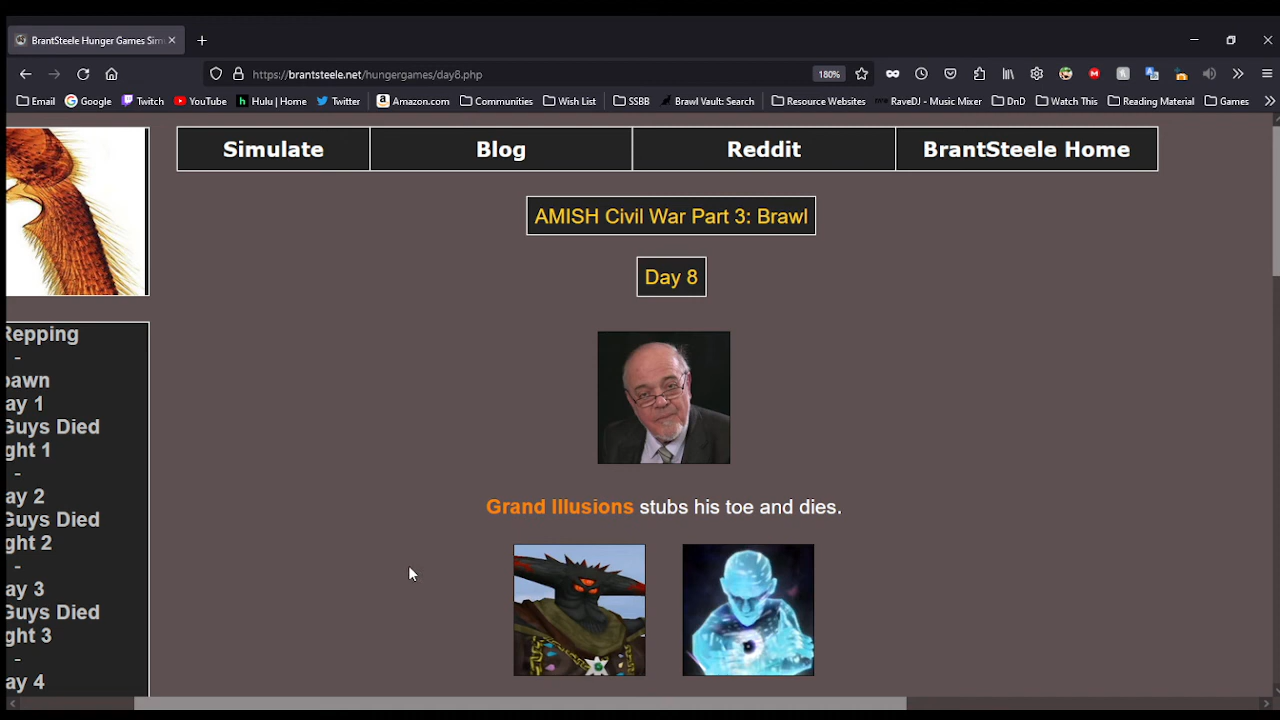 BrantSteele Hunger Games Sim
https://brantsteele.net/hungergames/day8.php
180%
Email
Google
Twitch
YouTube
Hulu | Home
Twitter
Amazon.com
Communities
Wish List
SSBB
Brawl Vault: Search
Resource Websites
RaveDJ - Music Mixer
DnD
Watch This
Reading Material
Games
Simulate
Blog
Reddit
BrantSteele Home
AMISH Civil War Part 3: Brawl
Day 8
Grand Illusions stubs his toe and dies.
Repping
-
pawn
ay 1
Guys Died
ght 1
-
ay 2
Guys Died
ght 2
-
ay 3
Guys Died
ght 3
-
ay 4